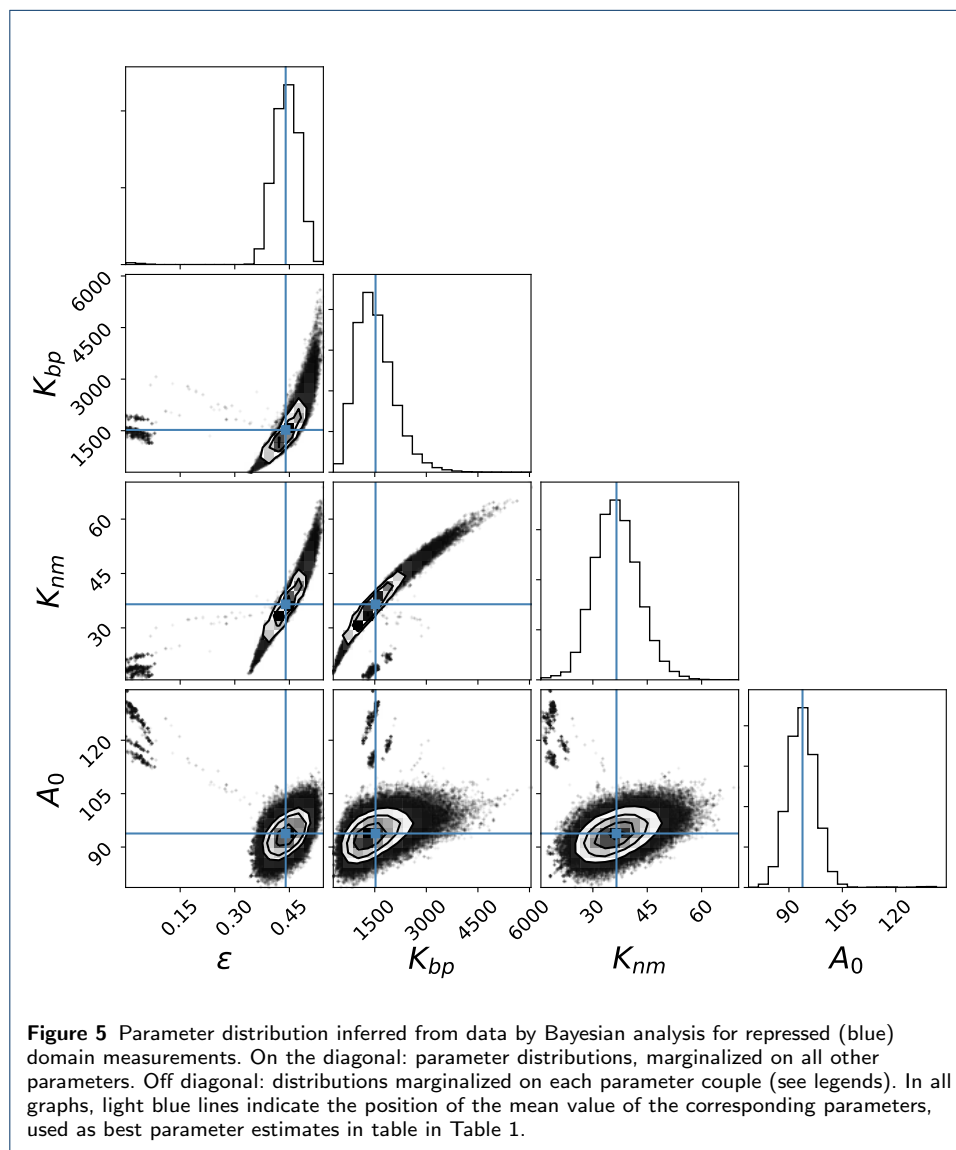 6000
4500
3000
1500
K_bp
60
45
30
K_nm
120
105
90
A_0
0.15
0.30
0.45
1500
3000
4500
6000
30
45
60
90
105
120
ε
K_bp
K_nm
A_0
Figure 5 Parameter distribution inferred from data by Bayesian analysis for repressed (blue)
domain measurements. On the diagonal: parameter distributions, marginalized on all other
parameters. Off diagonal: distributions marginalized on each parameter couple (see legends). In all
graphs, light blue lines indicate the position of the mean value of the corresponding parameters,
used as best parameter estimates in table in Table 1.